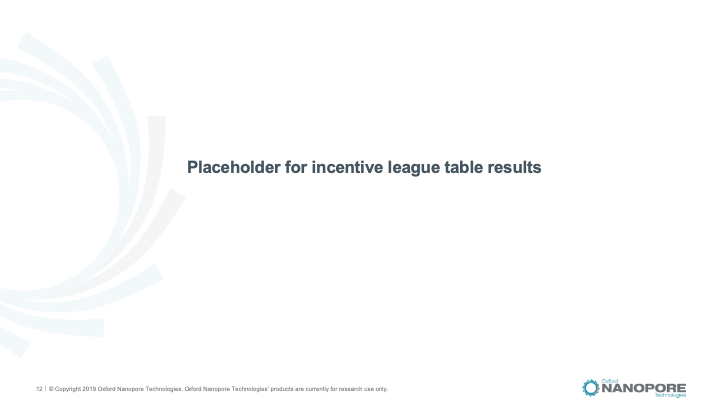 Placeholder for incentive league table results
12 | © Copyright 2019 Oxford Nanopore Technologies. Oxford Nanopore Technologies' products are currently for research use only.
Oxford
NANOPORE
Technologies